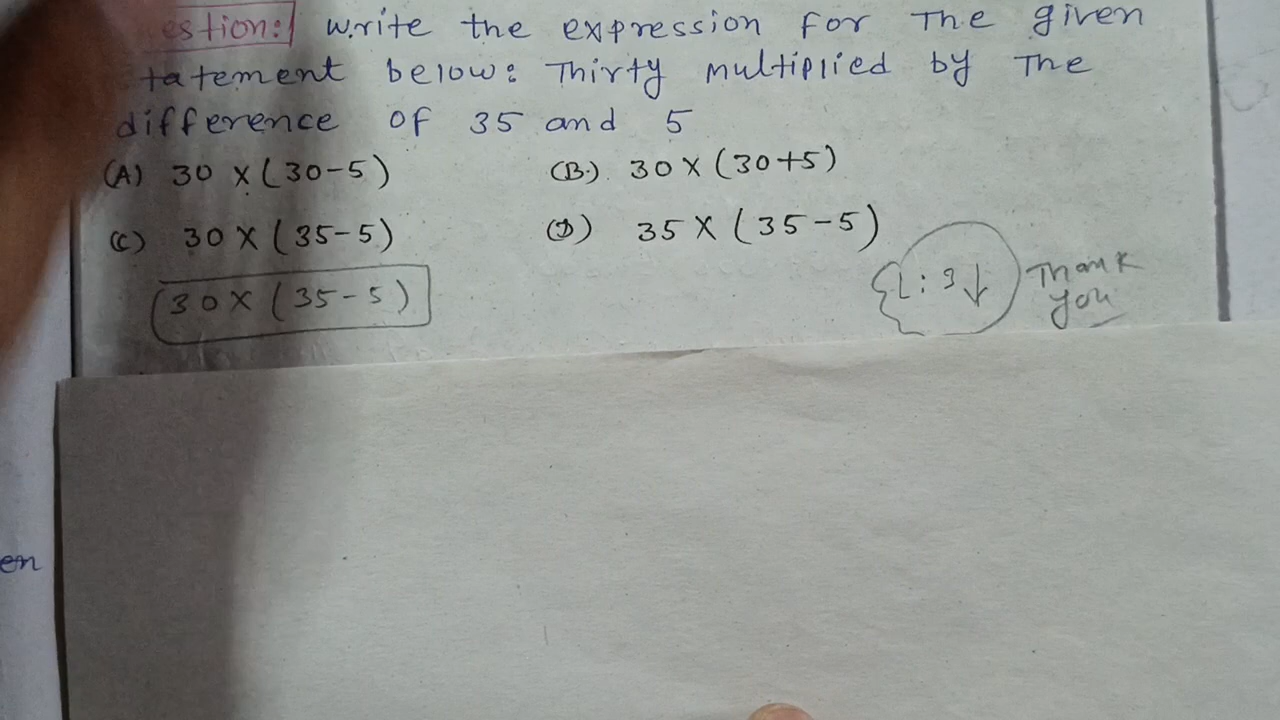 estion: Write the expression for The given
tatement below: Thirty multiplied by The
difference of 35 and 5
(A) 30 x (30-5) (B.) 30 x (30+5)
(C) 30 x (35-5) (D) 35 x (35-5)
30 x (35-5)
Thank
you
en